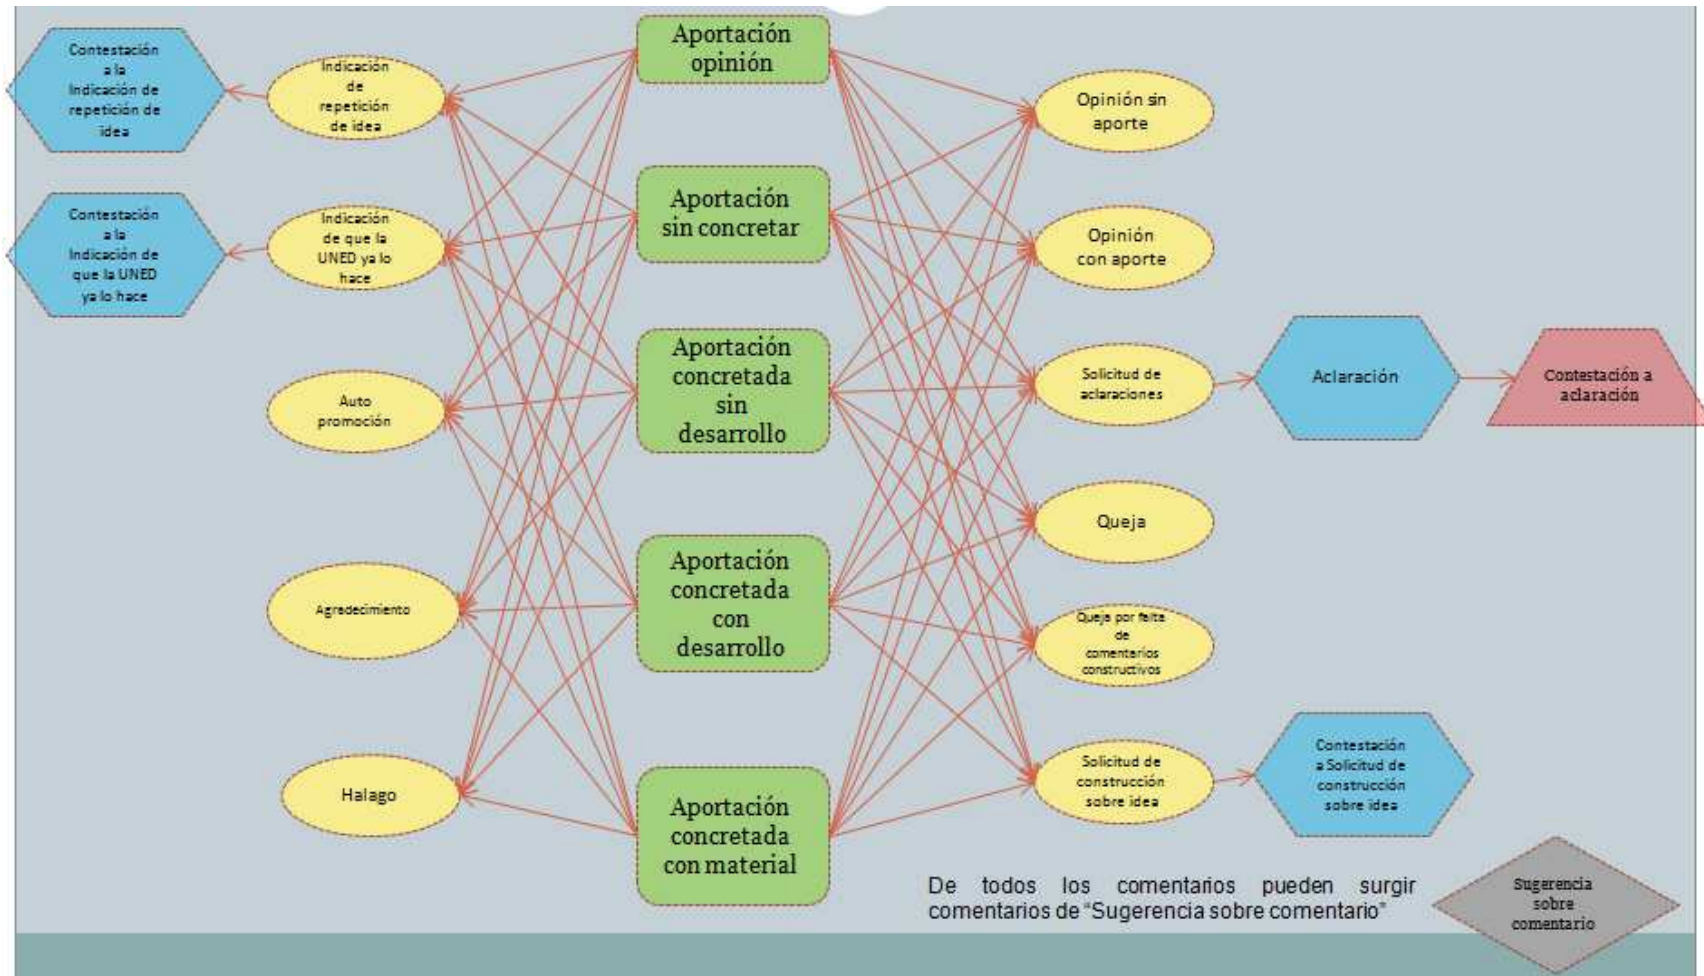 Contestación
a la
Indicación de
repetición de
idea
Indicación
de
repetición
de idea
Aportación
opinión
Opinión sin
aporte
Contestación
a la
Indicación de
que la UNED
ya lo hace
Indicación
de que la
UNED ya lo
hace
Aportación
sin concretar
Opinión
con aporte
Auto
promoción
Aportación
concretada
sin
desarrollo
Solicitud de
aclaraciones
Aclaración
Contestación a
aclaración
Queja
Agradecimiento
Aportación
concretada
con
desarrollo
Queja por falta
de
comentarios
constructivos
Halago
Aportación
concretada
con material
Solicitud de
construcción
sobre idea
Contestación
a Solicitud de
construcción
sobre idea
De todos los comentarios pueden surgir
comentarios de “Sugerencia sobre comentario”
Sugerencia
sobre
comentario